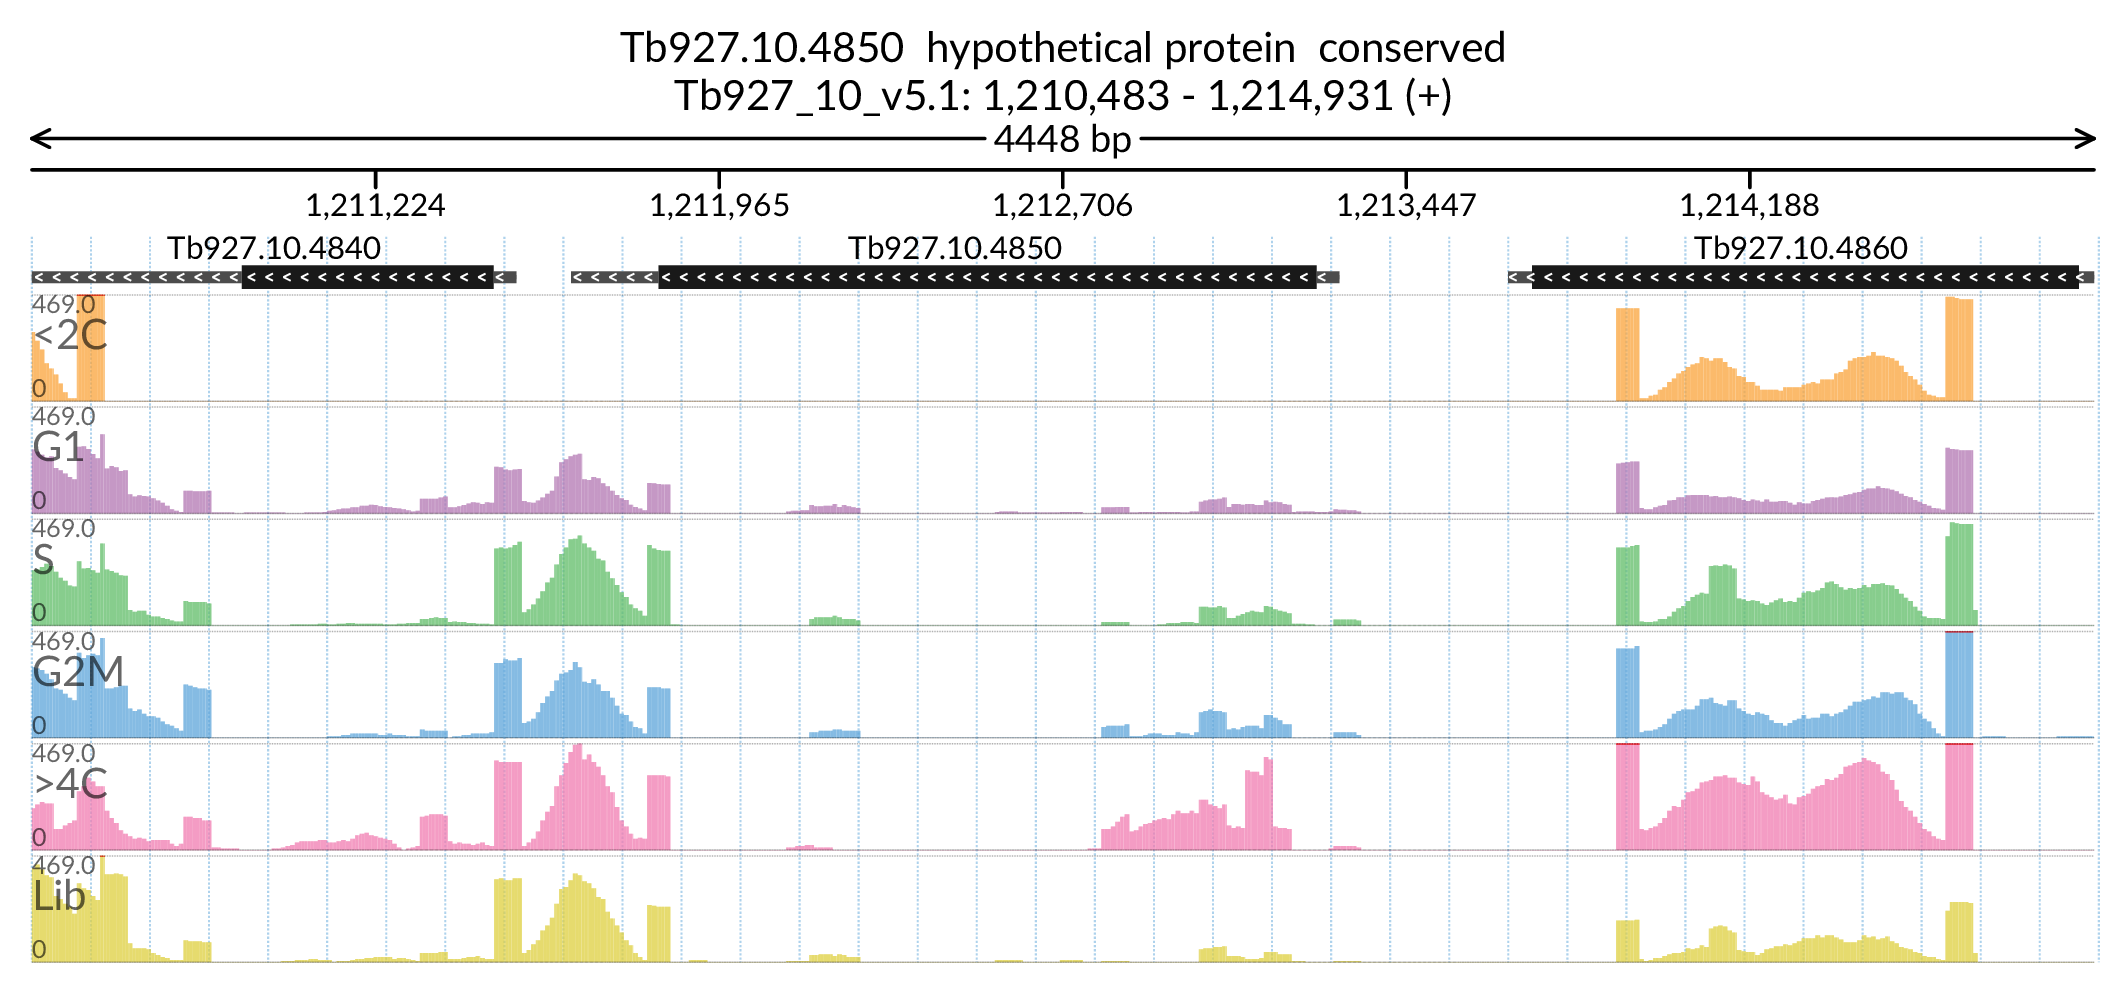 Tb927.10.4850  hypothetical protein  conserved
Tb927_10_v5.1: 1,210,483 - 1,214,931 (+)
4448 bp
1,211,224 1,211,965 1,212,706 1,213,447 1,214,188
Tb927.10.4840 Tb927.10.4850 Tb927.10.4860
469.0
<2C
0
469.0
G1
0
469.0
S
0
469.0
G2M
0
469.0
>4C
0
469.0
Lib
0